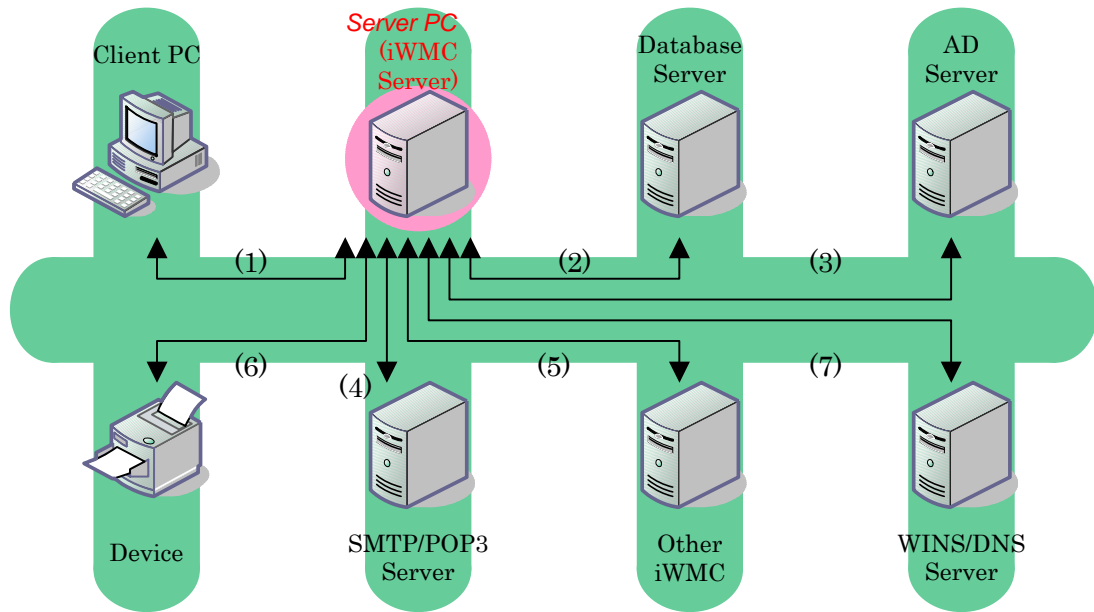 Client PC
Server PC
(iWMC
Server)
Database
Server
AD
Server
(1)
(2)
(3)
(6)
(4)
(5)
(7)
Device
SMTP/POP3
Server
Other
iWMC
WINS/DNS
Server